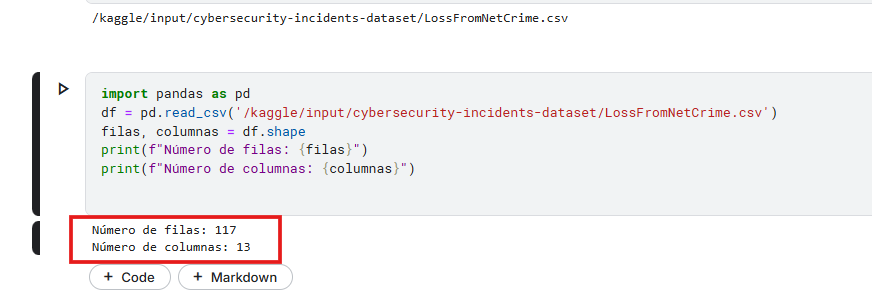 /kaggle/input/cybersecurity-incidents-dataset/LossFromNetCrime.csv
import pandas as pd
df = pd.read_csv('/kaggle/input/cybersecurity-incidents-dataset/LossFromNetCrime.csv')
filas, columnas = df.shape
print(f"Número de filas: {filas}")
print(f"Número de columnas: {columnas}")
Número de filas: 117
Número de columnas: 13
+ Code + Markdown